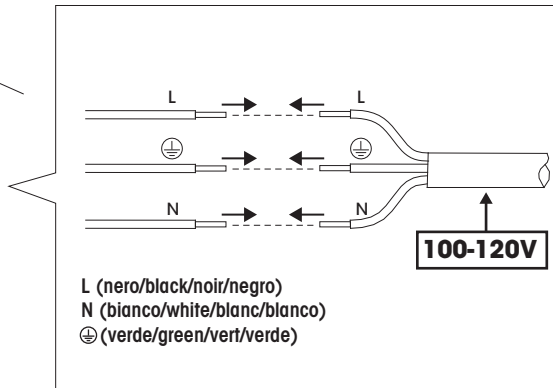 L L
⏚ ⏚
N N
100-120V
L (nero/black/noir/negro)
N (bianco/white/blanc/blanco)
⏚ (verde/green/vert/verde)